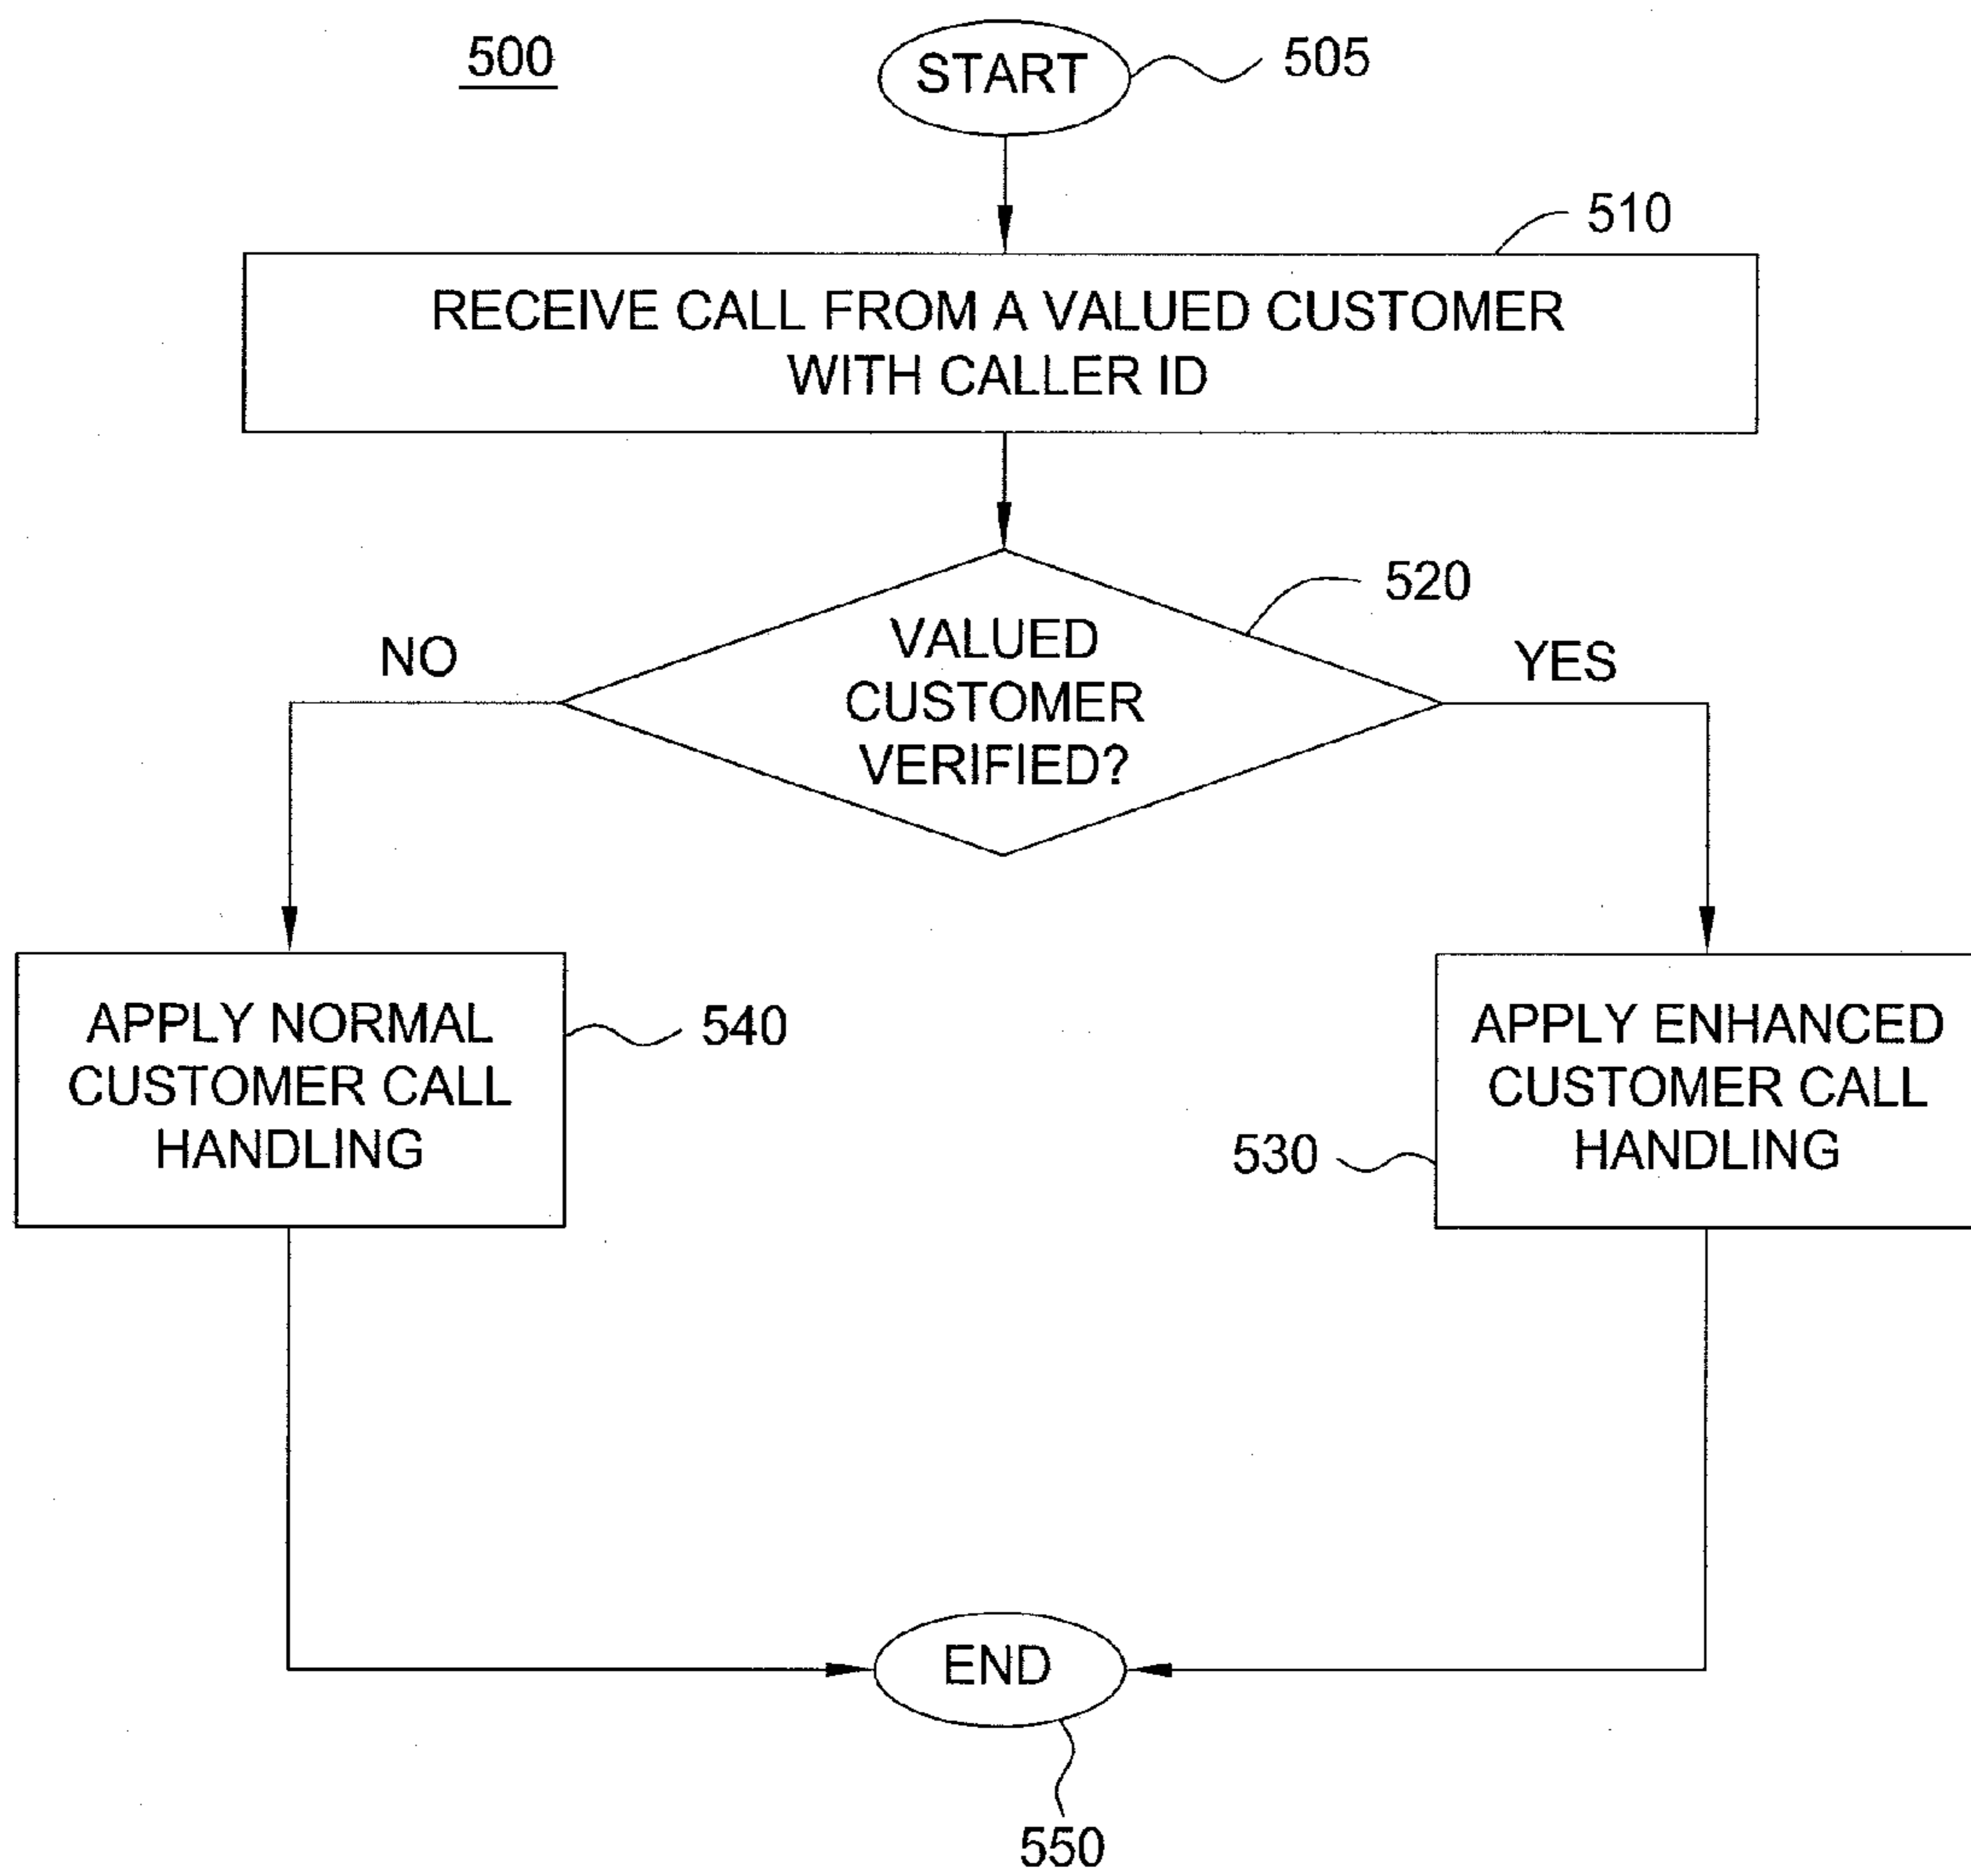 500
START
505
510
RECEIVE CALL FROM A VALUED CUSTOMER
WITH CALLER ID
520
NO
VALUED
CUSTOMER
VERIFIED?
YES
APPLY NORMAL
CUSTOMER CALL
HANDLING
540
APPLY ENHANCED
CUSTOMER CALL
HANDLING
530
END
550